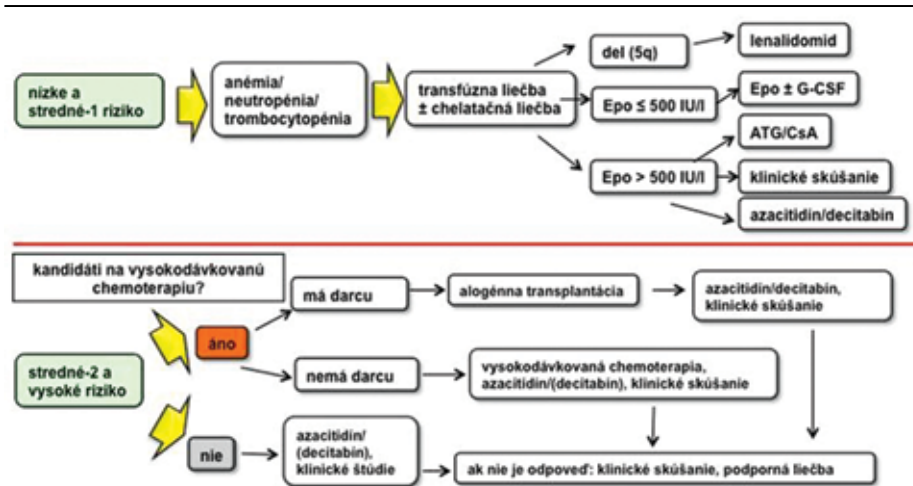 nízke a
stredné-1 riziko
anémia/
neutropénia/
trombocytopénia
transfúzna liečba
± chelatačná liečba
del (5q)
lenalidomid
Epo ≤ 500 IU/l
Epo ± G-CSF
Epo > 500 IU/l
ATG/CsA
klinické skúšanie
azacitidín/decitabín
kandidáti na vysokodávkovanú
chemoterapiu?
stredné-2 a
vysoké riziko
áno
má darcu
alogénna transplantácia
azacitidín/decitabín,
klinické skúšanie
nemá darcu
vysokodávkovaná chemoterapia,
azacitidín/(decitabín), klinické skúšanie
nie
azacitidín/
(decitabín),
klinické štúdie
ak nie je odpoveď: klinické skúšanie, podporná liečba